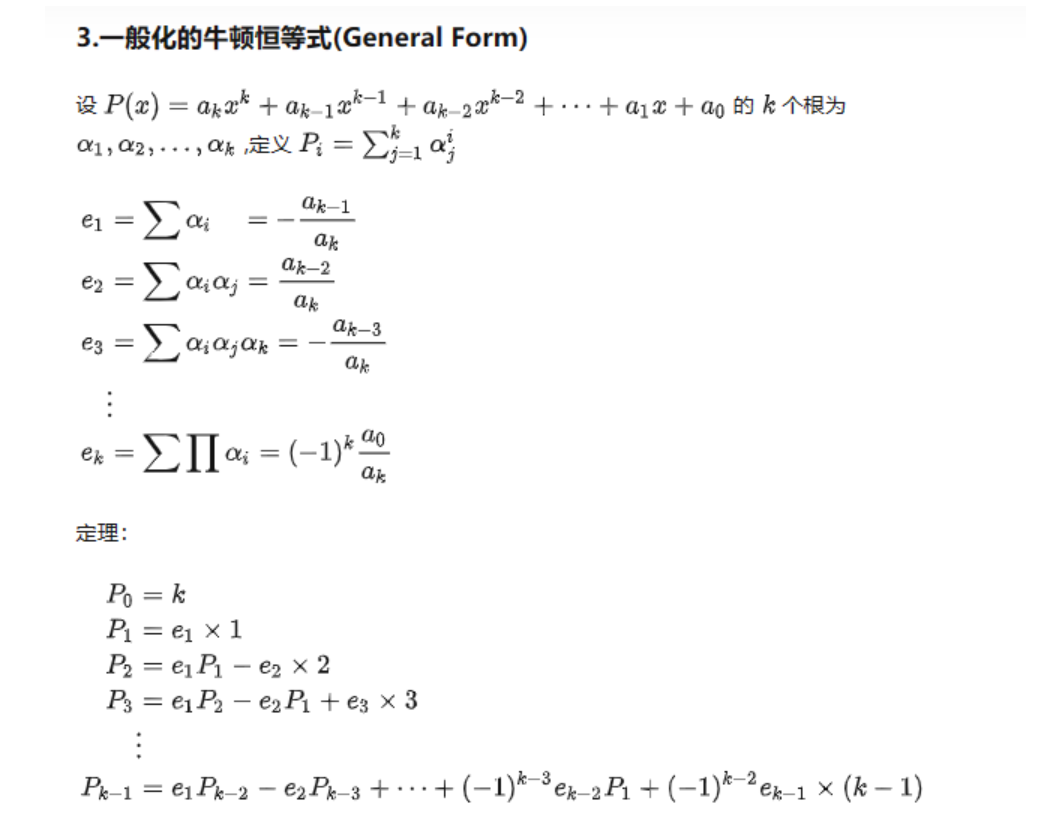 3.一般化的牛顿恒等式(General Form)
设 $P(x) = a_k x^k + a_{k-1} x^{k-1} + a_{k-2} x^{k-2} + \cdots + a_1 x + a_0$ 的 $k$ 个根为
$\alpha_1, \alpha_2, \ldots, \alpha_k$ ,定义 $P_i = \sum_{j=1}^{k} \alpha_j^i$
$e_1 = \sum \alpha_i \quad = -\frac{a_{k-1}}{a_k}$
$e_2 = \sum \alpha_i \alpha_j = \frac{a_{k-2}}{a_k}$
$e_3 = \sum \alpha_i \alpha_j \alpha_k = -\frac{a_{k-3}}{a_k}$
$\vdots$
$e_k = \sum \prod \alpha_i = (-1)^k \frac{a_0}{a_k}$
定理:
$P_0 = k$
$P_1 = e_1 \times 1$
$P_2 = e_1 P_1 - e_2 \times 2$
$P_3 = e_1 P_2 - e_2 P_1 + e_3 \times 3$
$\vdots$
$P_{k-1} = e_1 P_{k-2} - e_2 P_{k-3} + \cdots + (-1)^{k-3} e_{k-2} P_1 + (-1)^{k-2} e_{k-1} \times (k-1)$